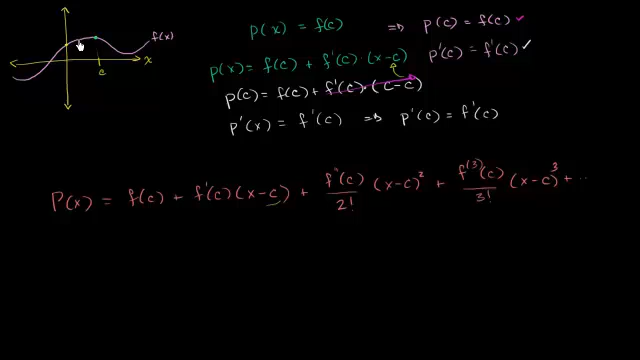 f(x)
x
c
p(x) = f(c) ⇒ p(c) = f(c) ✓
p(x) = f(c) + f'(c) · (x-c) p'(c) = f'(c) ✓
p(c) = f(c) + f'(c) · (c-c)
p'(x) = f'(c) ⇒ p'(c) = f'(c)
P(x) = f(c) + f'(c)(x-c) + f''(c)/2! (x-c)² + f⁽³⁾(c)/3! (x-c)³ + ...